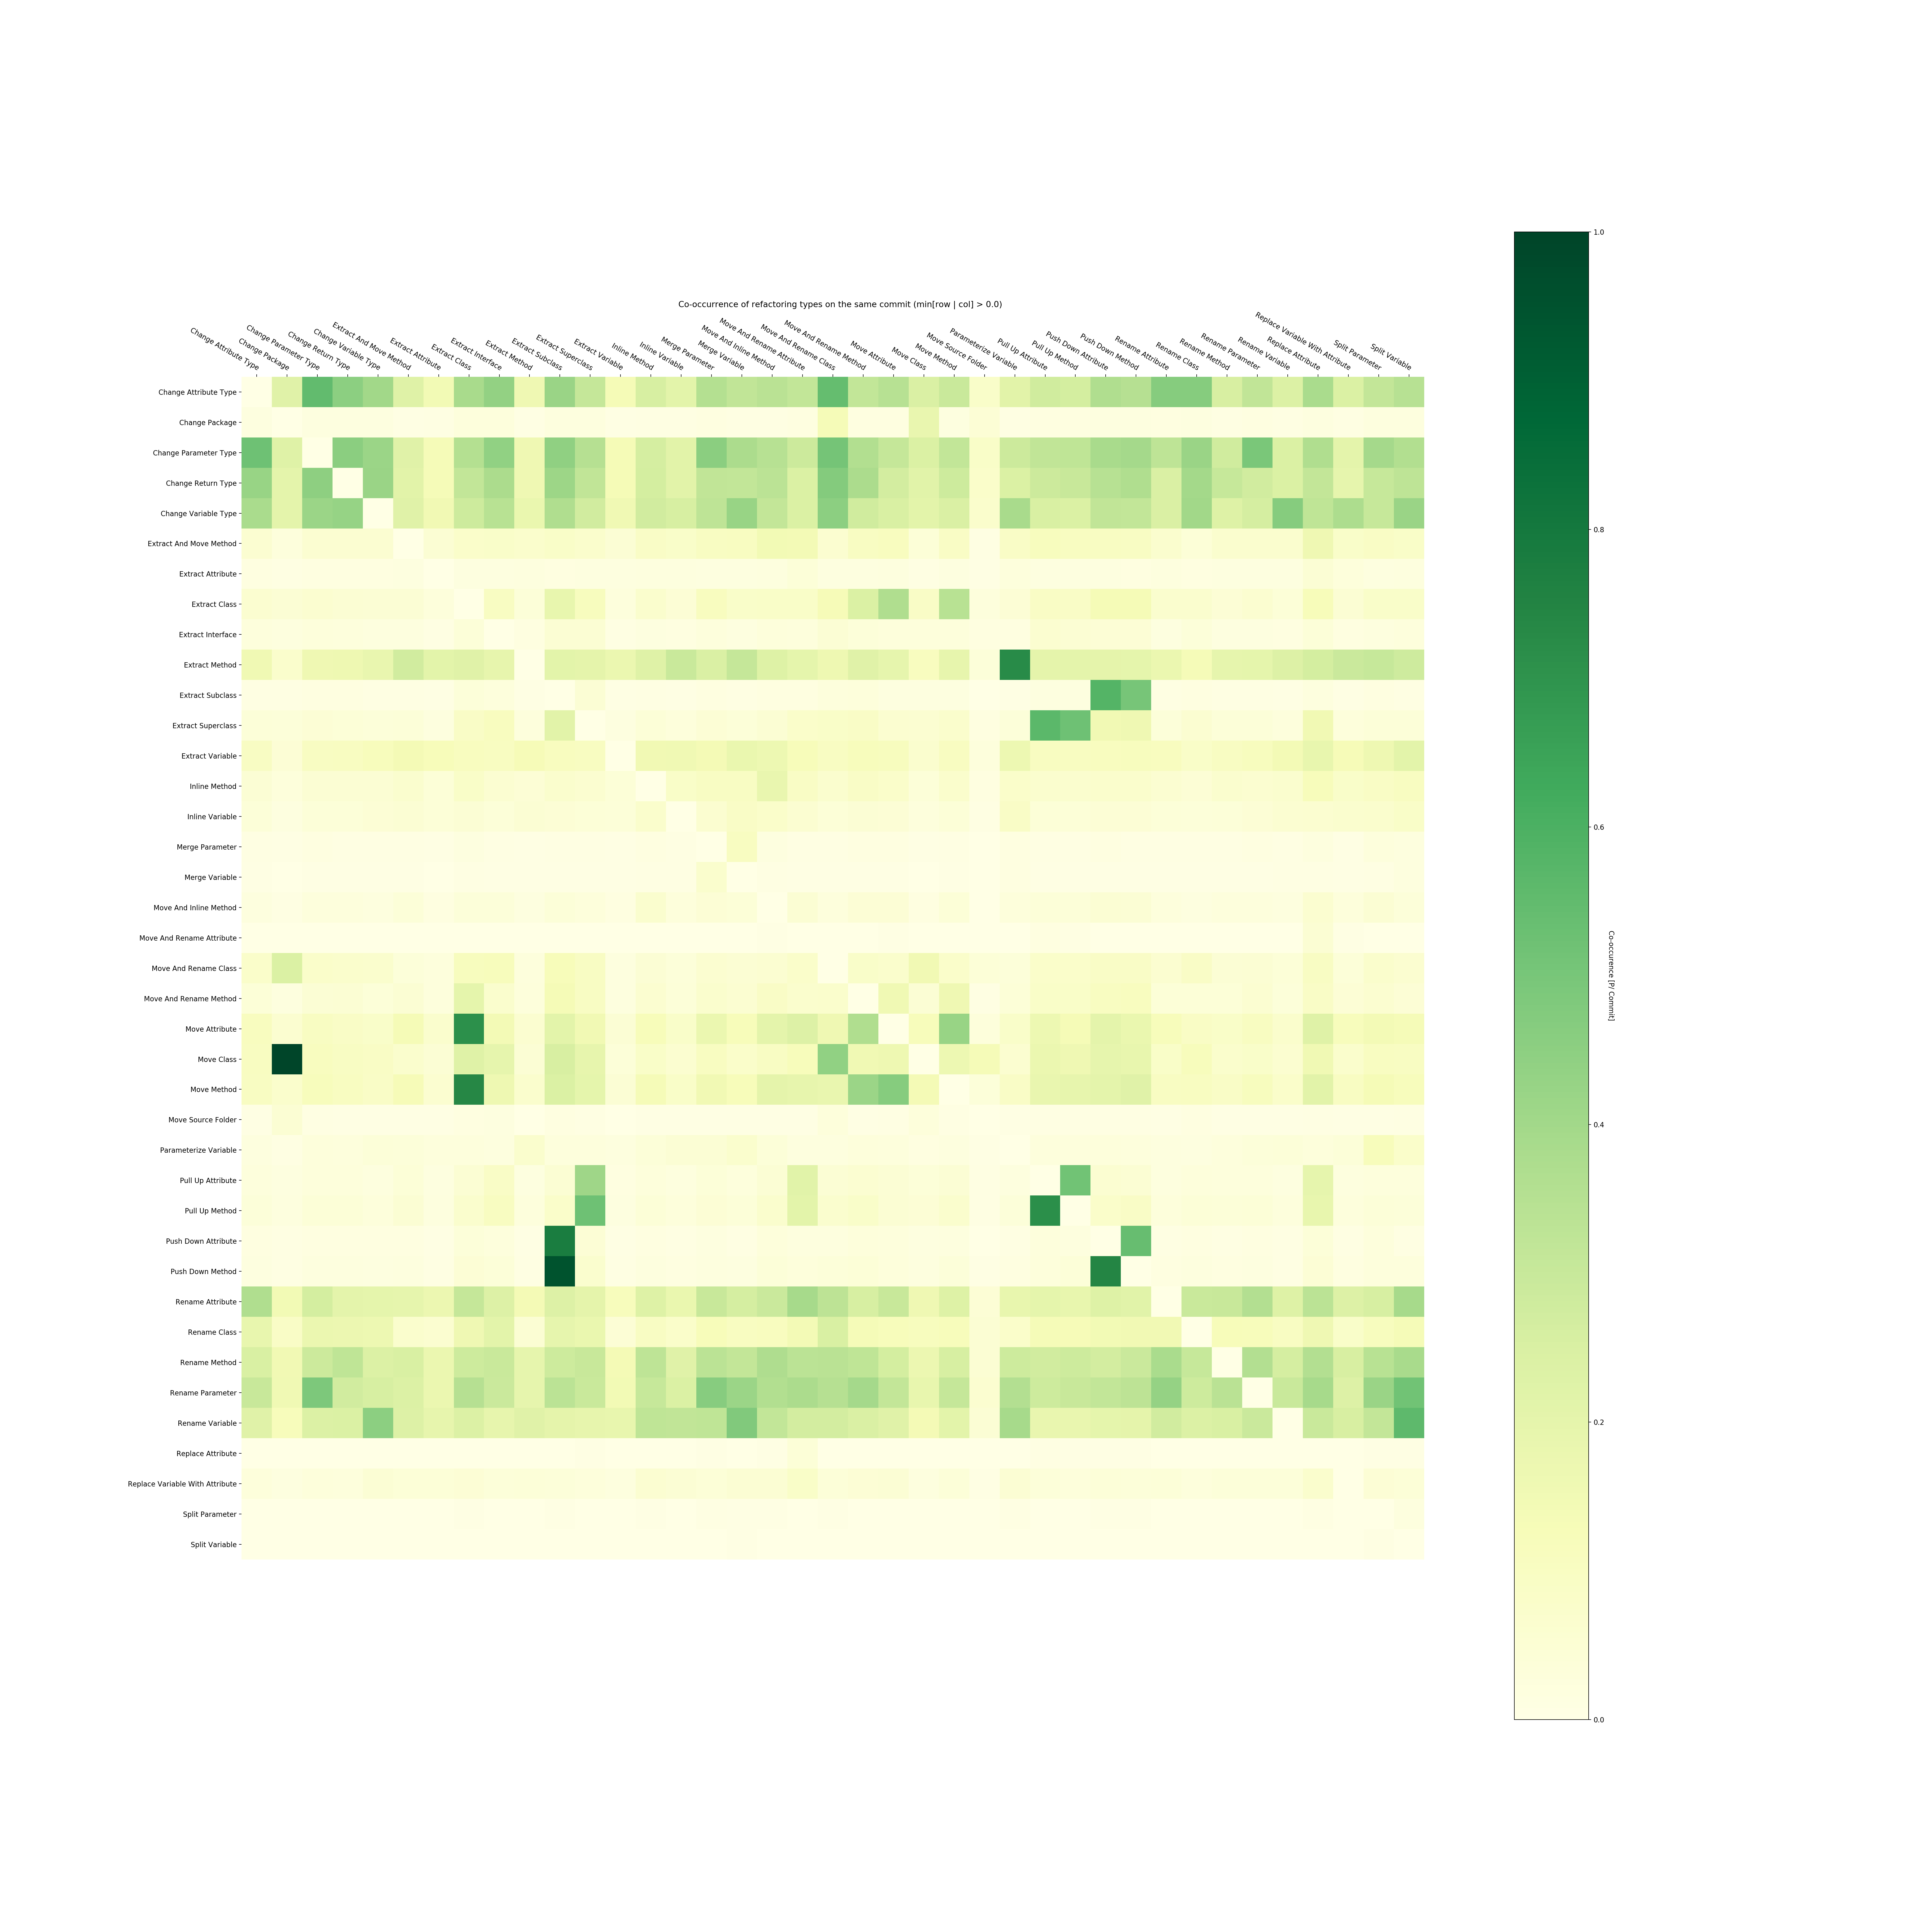 Co-occurrence of refactoring types on the same commit (min[row | col] > 0.0)
Change Attribute Type
Change Package
Change Parameter Type
Change Return Type
Change Variable Type
Extract And Move Method
Extract Attribute
Extract Class
Extract Interface
Extract Method
Extract Subclass
Extract Superclass
Extract Variable
Inline Method
Inline Variable
Merge Parameter
Merge Variable
Move And Inline Method
Move And Rename Attribute
Move And Rename Class
Move And Rename Method
Move Attribute
Move Class
Move Method
Move Source Folder
Parameterize Variable
Pull Up Attribute
Pull Up Method
Push Down Attribute
Push Down Method
Rename Attribute
Rename Class
Rename Method
Rename Parameter
Rename Variable
Replace Attribute
Replace Variable With Attribute
Split Parameter
Split Variable
Change Attribute Type
Change Package
Change Parameter Type
Change Return Type
Change Variable Type
Extract And Move Method
Extract Attribute
Extract Class
Extract Interface
Extract Method
Extract Subclass
Extract Superclass
Extract Variable
Inline Method
Inline Variable
Merge Parameter
Merge Variable
Move And Inline Method
Move And Rename Attribute
Move And Rename Class
Move And Rename Method
Move Attribute
Move Class
Move Method
Move Source Folder
Parameterize Variable
Pull Up Attribute
Pull Up Method
Push Down Attribute
Push Down Method
Rename Attribute
Rename Class
Rename Method
Rename Parameter
Rename Variable
Replace Attribute
Replace Variable With Attribute
Split Parameter
Split Variable
1.0
0.8
0.6
0.4
0.2
0.0
Co-occurence [P/ Commit]